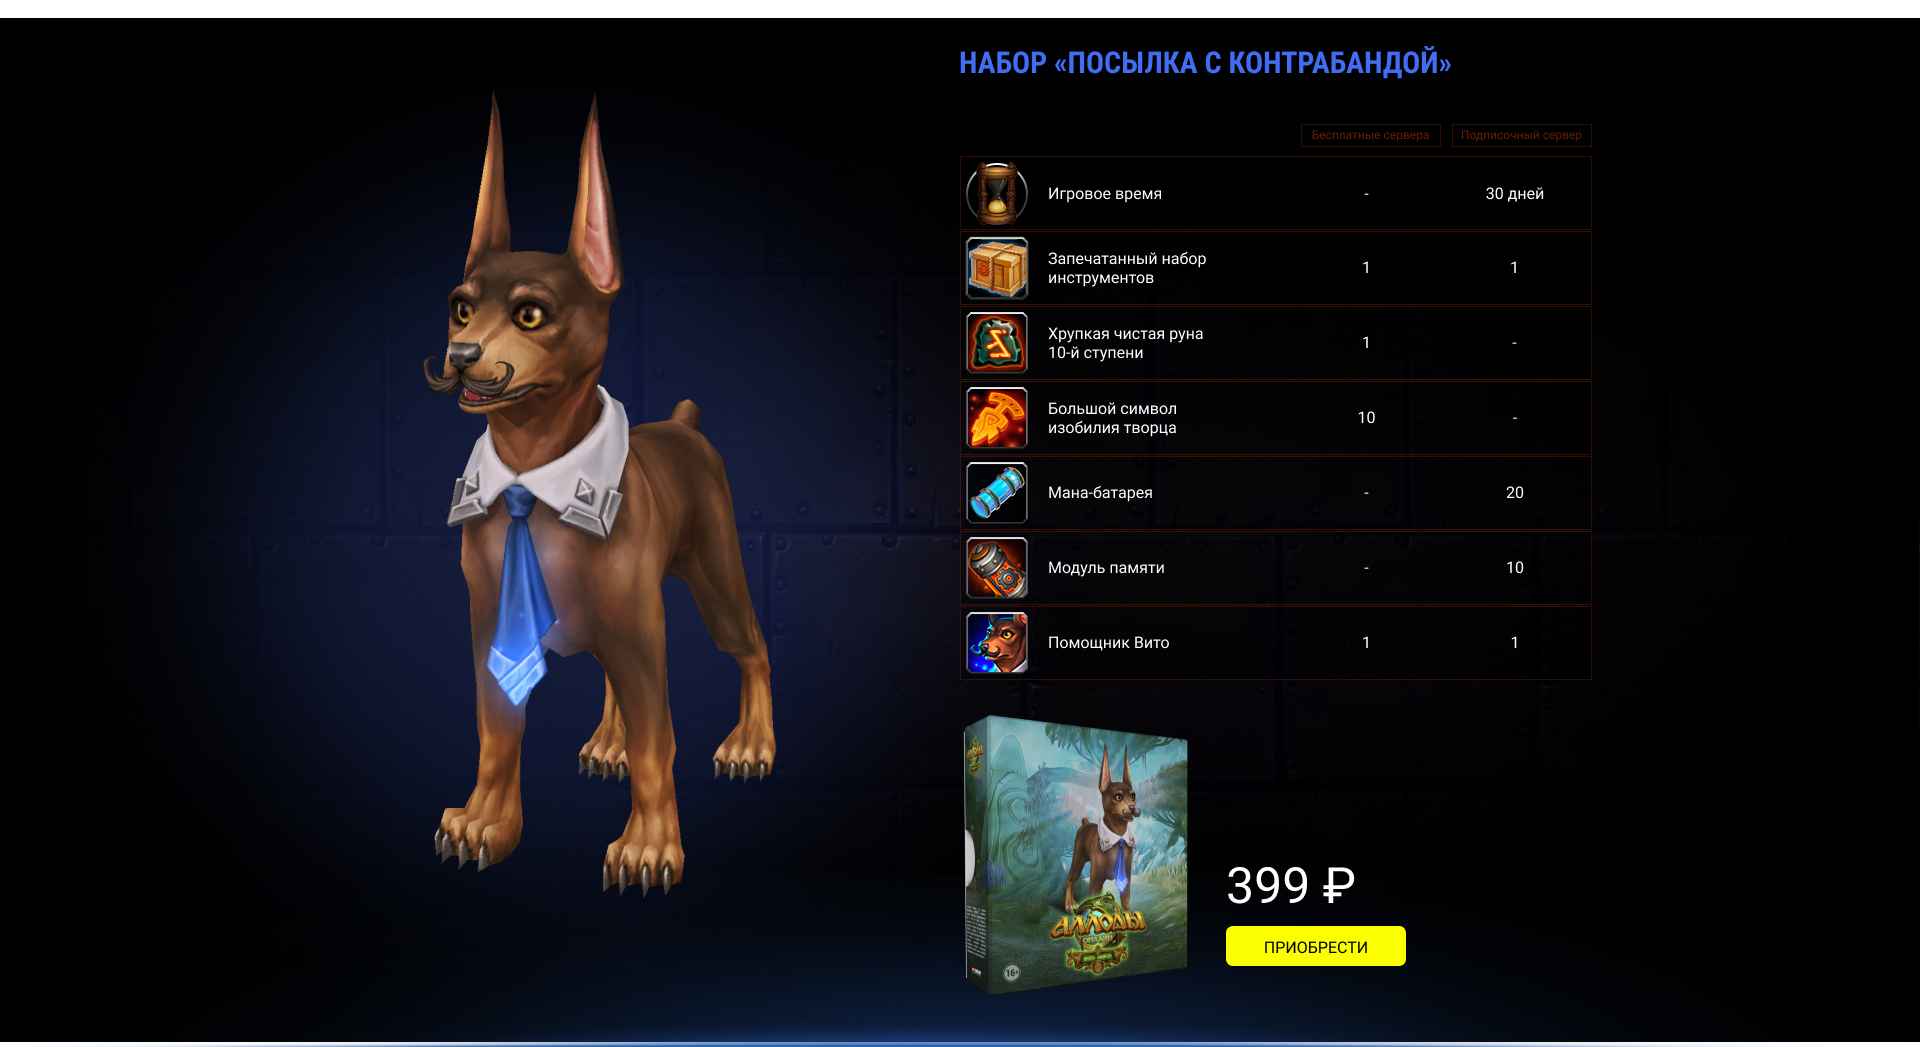 НАБОР «ПОСЫЛКА С КОНТРАБАНДОЙ»
Бесплатные сервера Подписочный сервер
Игровое время - 30 дней
Запечатанный набор
инструментов 1 1
Хрупкая чистая руна
10-й ступени 1 -
Большой символ
изобилия творца 10 -
Мана-батарея - 20
Модуль памяти - 10
Помощник Вито 1 1
АЛЛОДЫ
ОНЛАЙН
16+
399 ₽
ПРИОБРЕСТИ